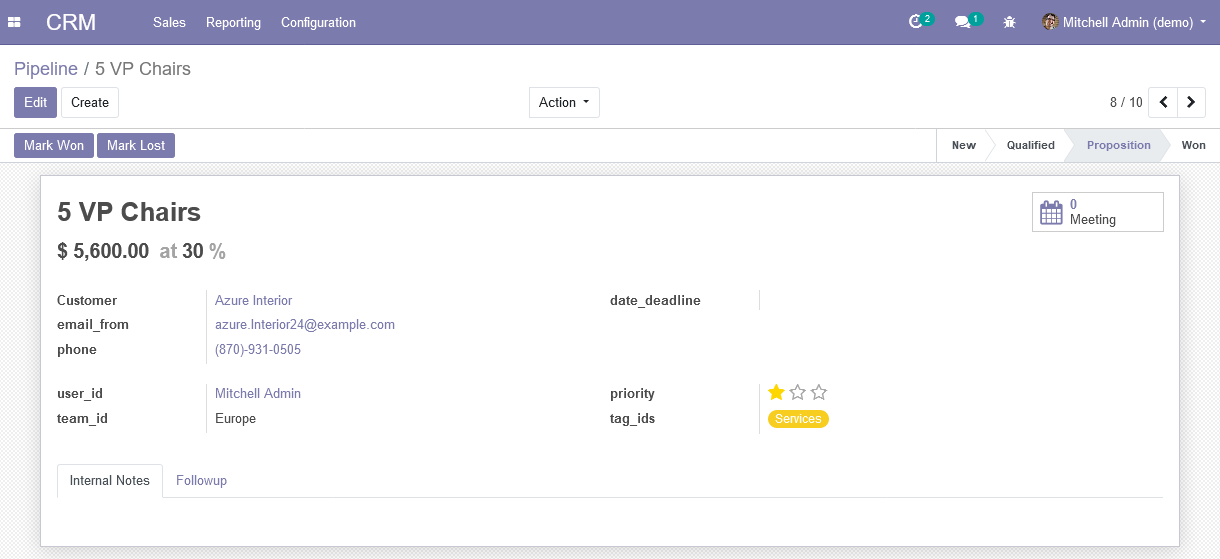 CRM Sales Reporting Configuration 2 1 Mitchell Admin (demo)
Pipeline / 5 VP Chairs
Edit Create Action 8 / 10
Mark Won Mark Lost New Qualified Proposition Won
5 VP Chairs
0
Meeting
$ 5,600.00 at 30 %
Customer Azure Interior date_deadline
email_from azure.Interior24@example.com
phone (870)-931-0505
user_id Mitchell Admin priority
team_id Europe tag_ids Services
Internal Notes Followup